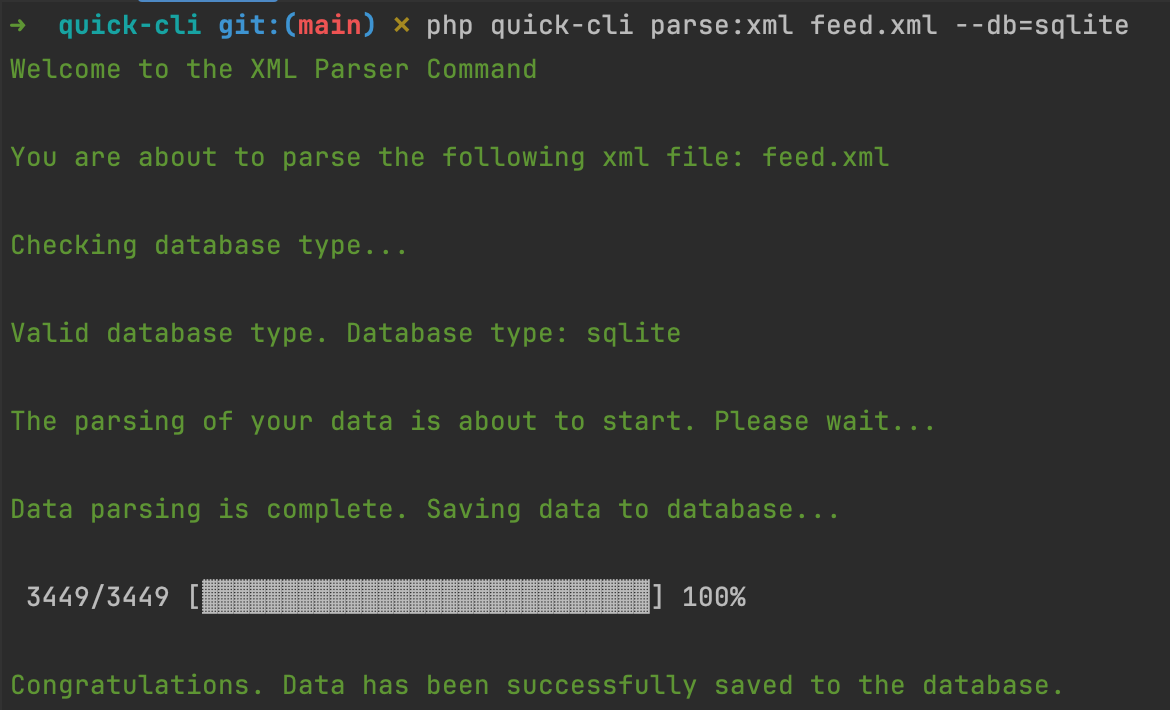 → quick-cli git:(main) ✗ php quick-cli parse:xml feed.xml --db=sqlite
Welcome to the XML Parser Command
You are about to parse the following xml file: feed.xml
Checking database type...
Valid database type. Database type: sqlite
The parsing of your data is about to start. Please wait...
Data parsing is complete. Saving data to database...
3449/3449 [▓▓▓▓▓▓▓▓▓▓▓▓▓▓▓▓▓▓▓▓▓▓▓▓▓▓▓▓] 100%
Congratulations. Data has been successfully saved to the database.